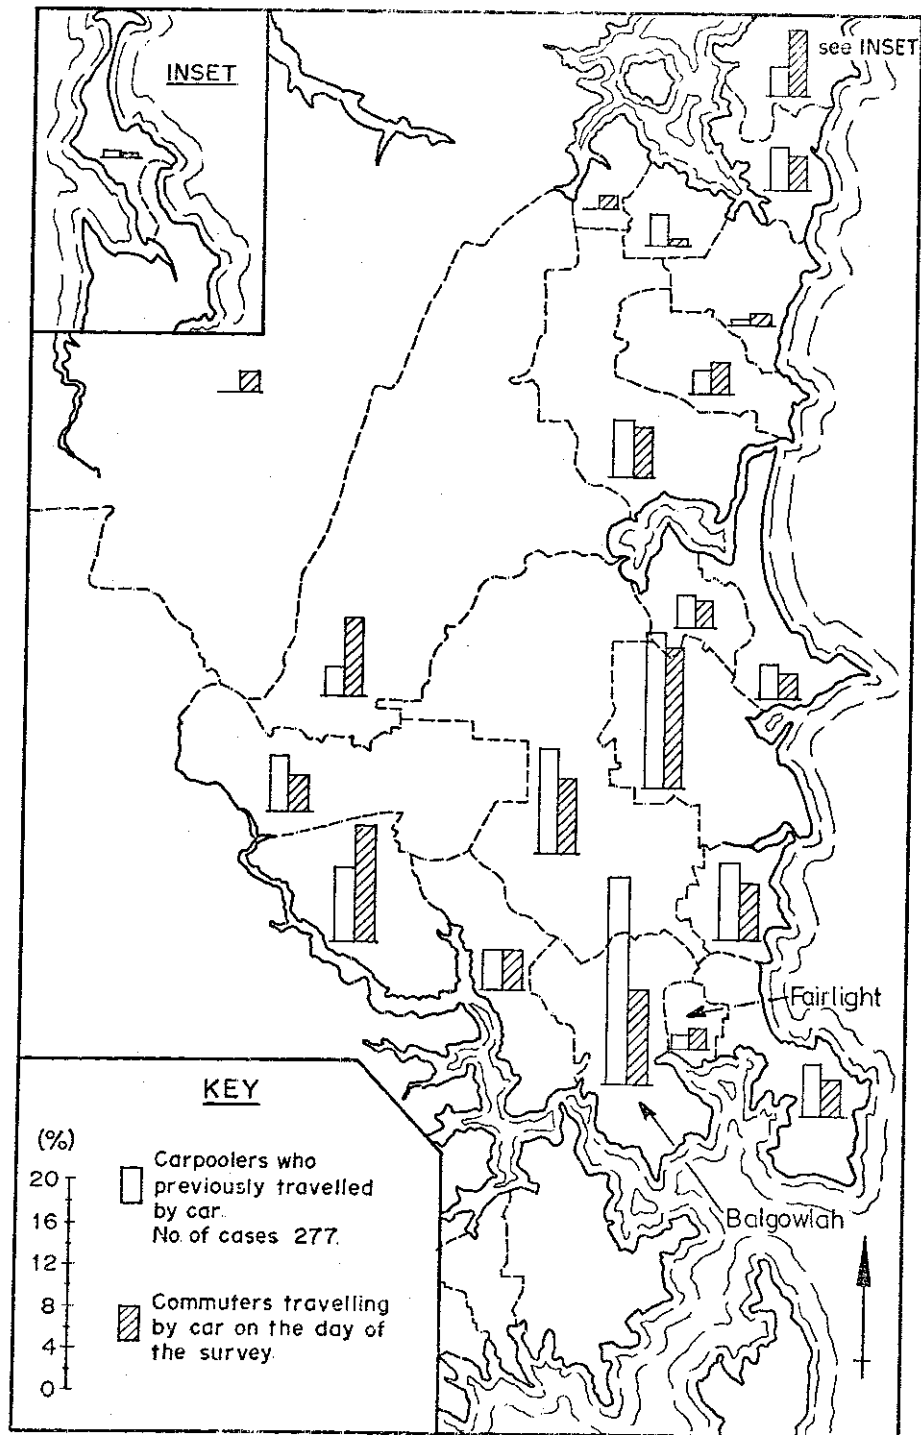 INSET
see INSET
Fairlight
Balgowlah
KEY
(%)
20
16
12
8
4
0
Carpoolers who
previously travelled
by car.
No. of cases 277.
Commuters travelling
by car on the day of
the survey.